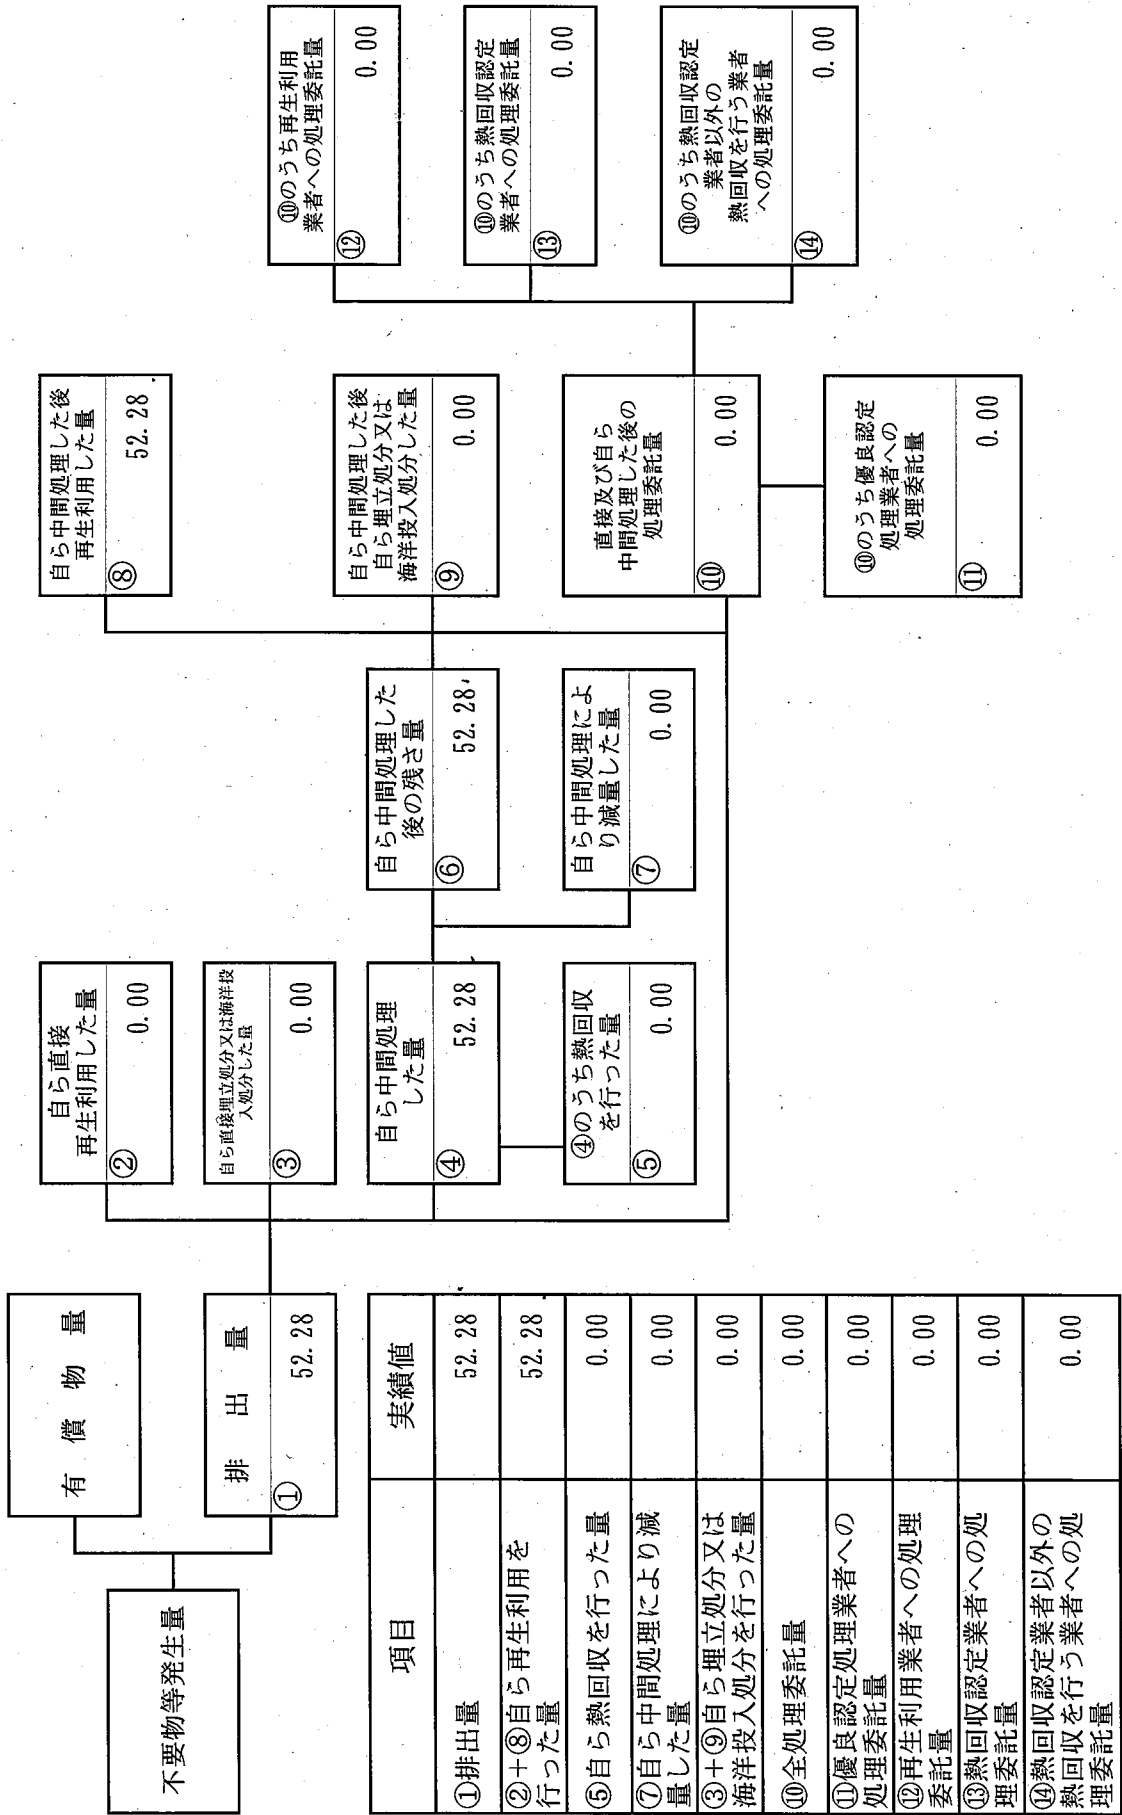 不要物等発生量
有償物量
排出量
①
52.28
自ら直接
再生利用した量
②
0.00
自ら直接埋立処分又は海洋投
入処分した量
③
0.00
自ら中間処理
した量
④
52.28
④のうち熱回収
を行った量
⑤
0.00
自ら中間処理した
後の残さ量
⑥
52.28
自ら中間処理によ
り減量した量
⑦
0.00
自ら中間処理した後
再生利用した量
⑧
52.28
自ら中間処理した後
自ら埋立処分又は
海洋投入処分した量
⑨
0.00
直接及び自ら
中間処理した後の
処理委託量
⑩
0.00
⑩のうち優良認定
処理業者への
処理委託量
⑪
0.00
⑩のうち再生利用
業者への処理委託量
⑫
0.00
⑩のうち熱回収認定
業者への処理委託量
⑬
0.00
⑩のうち熱回収認定
業者以外の
熱回収を行う業者
への処理委託量
⑭
0.00
項目 実績値
①排出量 52.28
②+⑧自ら再生利用を
行った量 52.28
⑤自ら熱回収を行った量 0.00
⑦自ら中間処理により減
量した量 0.00
③+⑨自ら埋立処分又は
海洋投入処分を行った量 0.00
⑩全処理委託量 0.00
⑪優良認定処理業者への
処理委託量 0.00
⑫再生利用業者への処理
委託量 0.00
⑬熱回収認定業者への処
理委託量 0.00
⑭熱回収認定業者以外の
熱回収を行う業者への処
理委託量 0.00